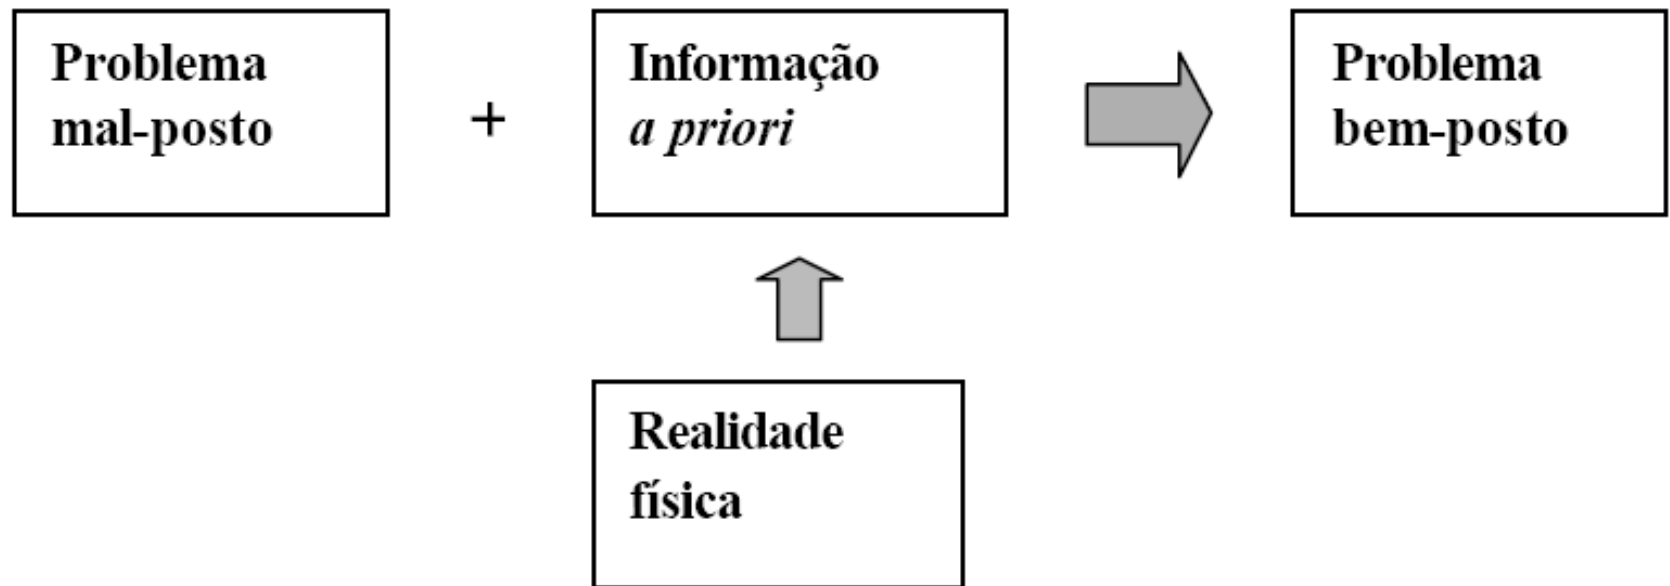 Problema
mal-posto
+
Informação
a priori
Problema
bem-posto
Realidade
física